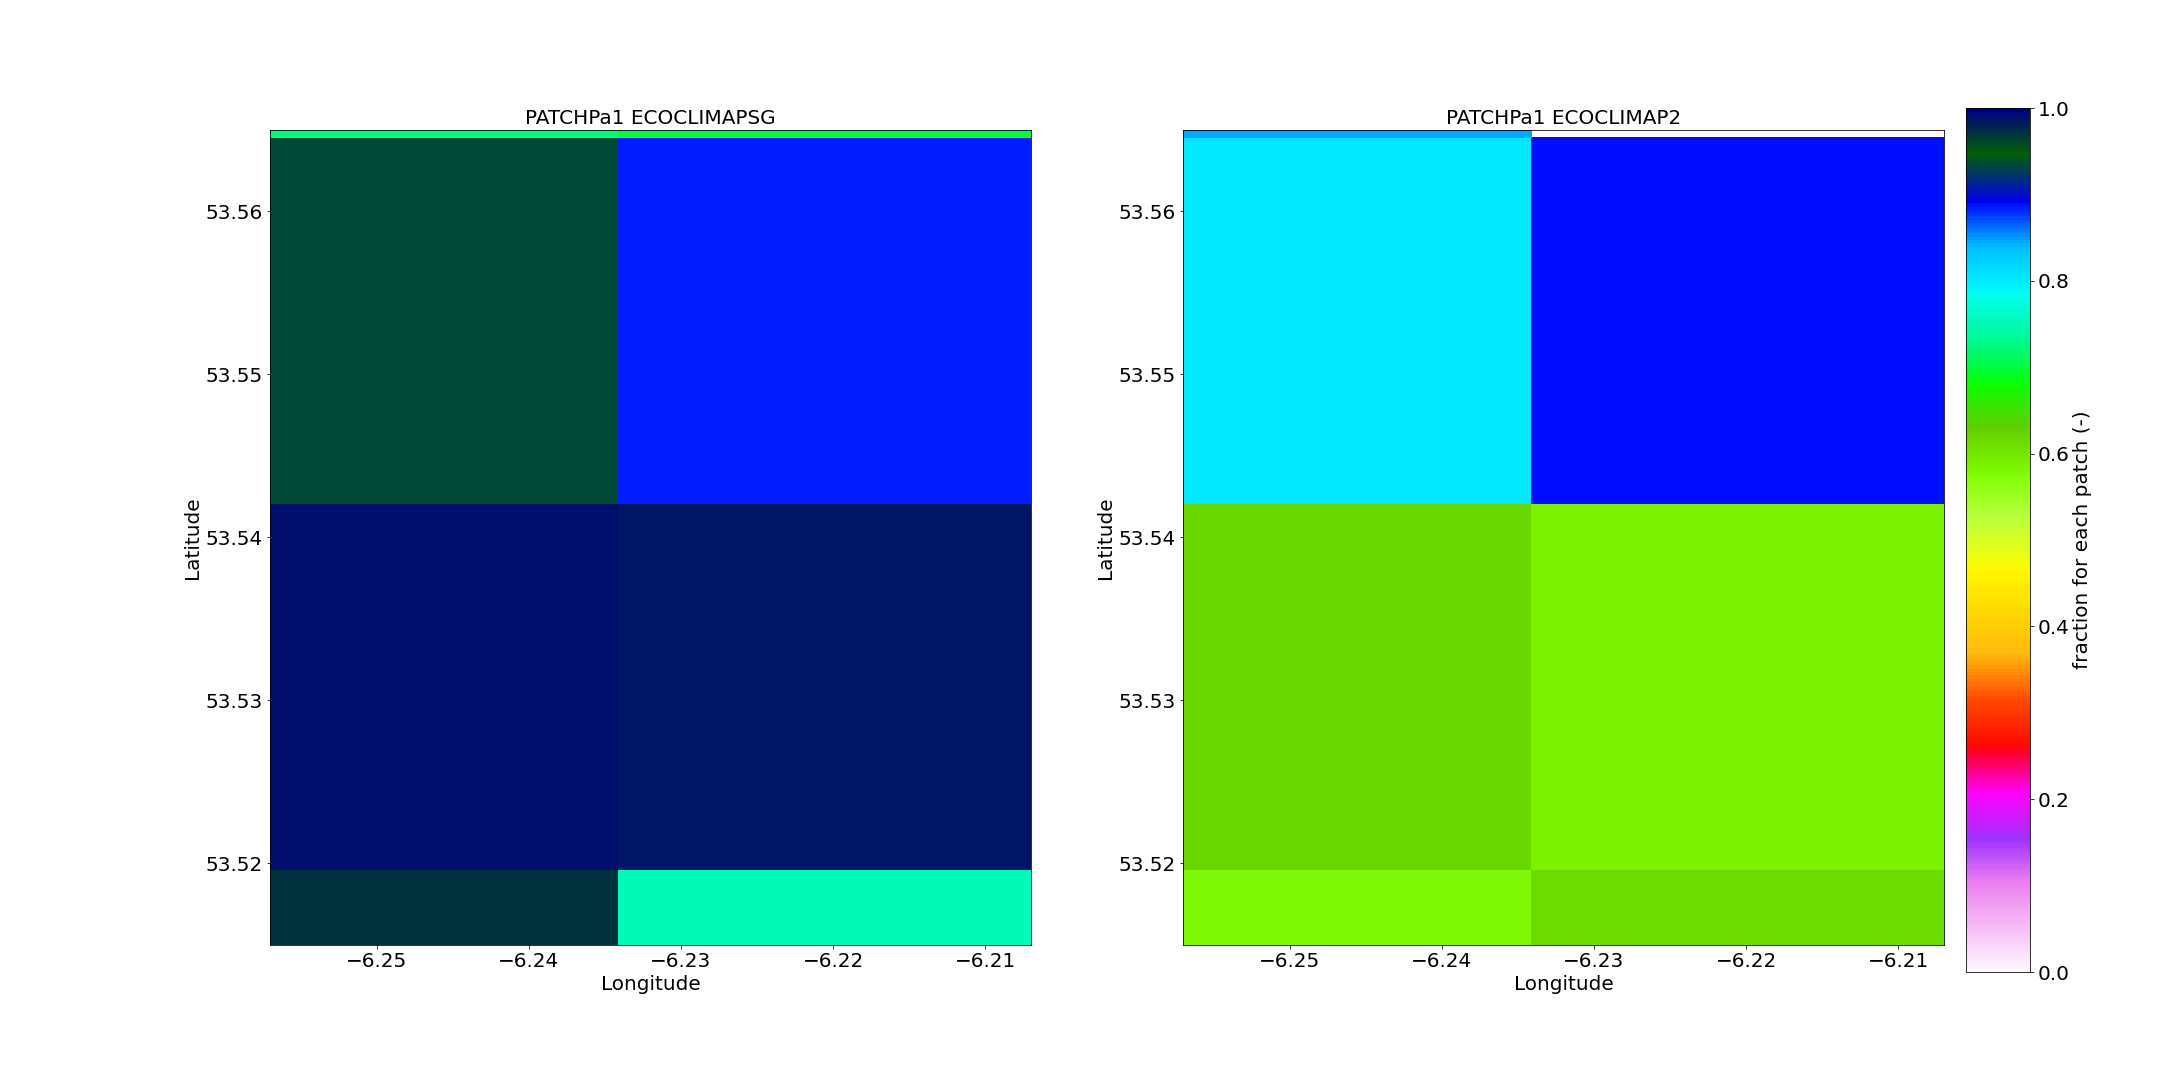 PATCHPa1 ECOCLIMAPSG
53.56
53.55
53.54
53.53
53.52
Latitude
−6.25 −6.24 −6.23 −6.22 −6.21
Longitude
PATCHPa1 ECOCLIMAP2
53.56
53.55
53.54
53.53
53.52
Latitude
−6.25 −6.24 −6.23 −6.22 −6.21
Longitude
1.0
0.8
0.6
0.4
0.2
0.0
fraction for each patch (-)